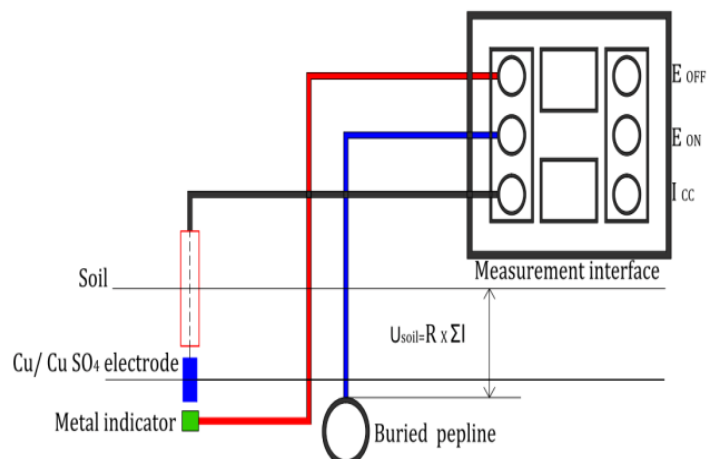 E OFF
E ON
I CC
Measurement interface
Soil
Usoil=R X ΣI
Cu/ Cu SO4 electrode
Metal indicator
Buried pepline